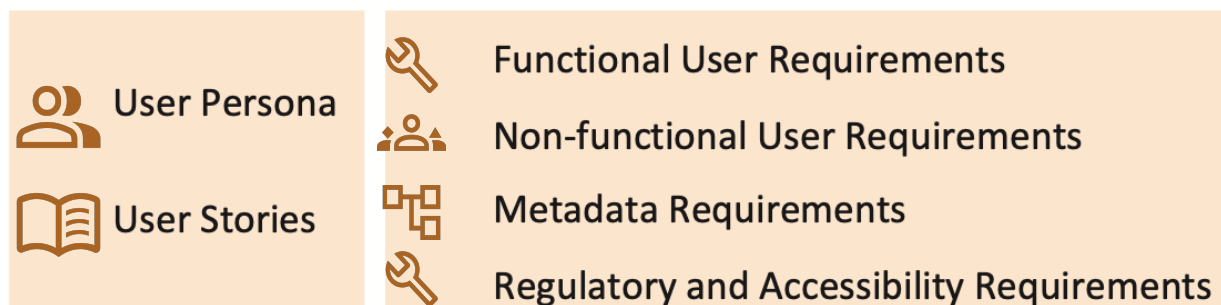 User Persona
User Stories
Functional User Requirements
Non-functional User Requirements
Metadata Requirements
Regulatory and Accessibility Requirements